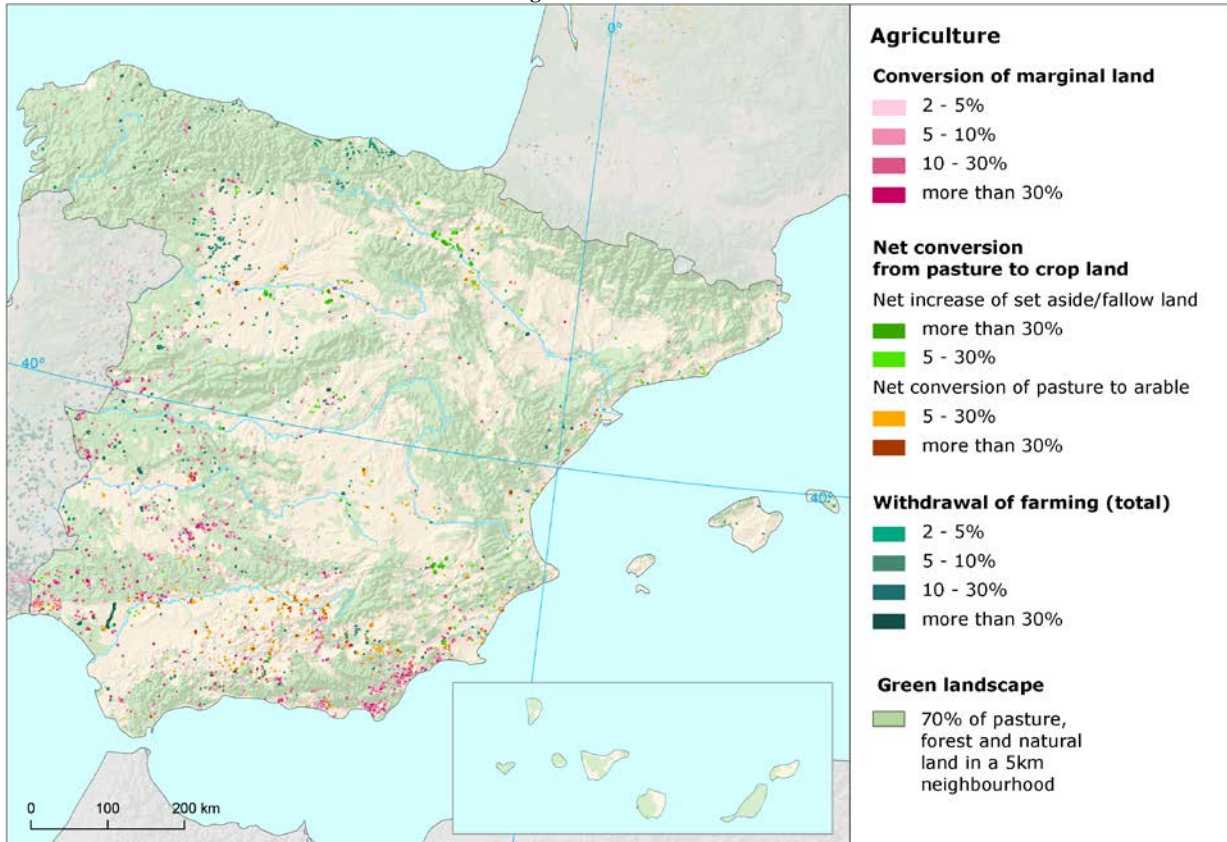 Agriculture
Conversion of marginal land
2 - 5%
5 - 10%
10 - 30%
more than 30%
Net conversion
from pasture to crop land
Net increase of set aside/fallow land
more than 30%
5 - 30%
Net conversion of pasture to arable
5 - 30%
more than 30%
Withdrawal of farming (total)
2 - 5%
5 - 10%
10 - 30%
more than 30%
Green landscape
70% of pasture,
forest and natural
land in a 5km
neighbourhood
0°
40°
40°
0°
0 100 200 km